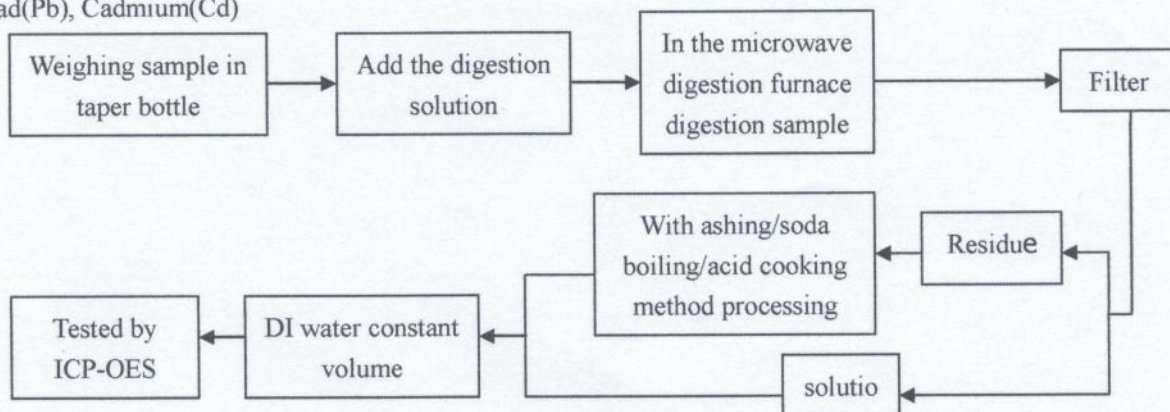 ad(Pb), Cadmium(Cd)
Weighing sample in
taper bottle
Add the digestion
solution
In the microwave
digestion furnace
digestion sample
Filter
Residue
With ashing/soda
boiling/acid cooking
method processing
solutio
DI water constant
volume
Tested by
ICP-OES